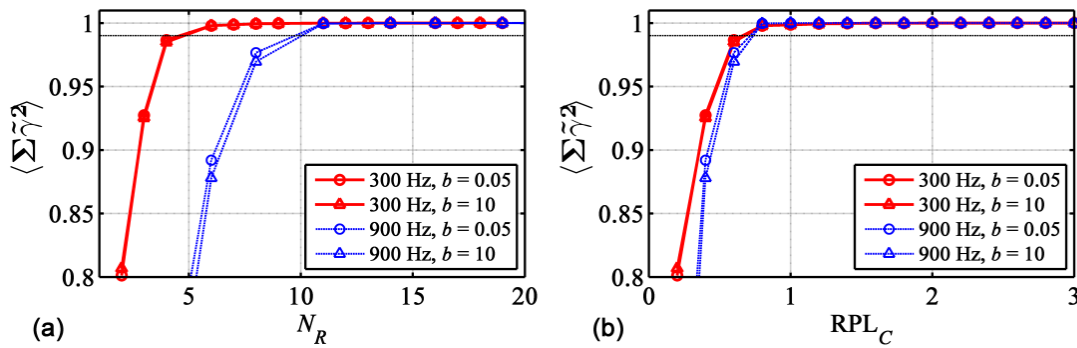 1
0.95
0.9
0.85
0.8
⟨Σγ̃²⟩
300 Hz, b = 0.05
300 Hz, b = 10
900 Hz, b = 0.05
900 Hz, b = 10
5 10 15 20
(a)
N_R
1
0.95
0.9
0.85
0.8
⟨Σγ̃²⟩
300 Hz, b = 0.05
300 Hz, b = 10
900 Hz, b = 0.05
900 Hz, b = 10
0 1 2 3
(b)
RPL_C